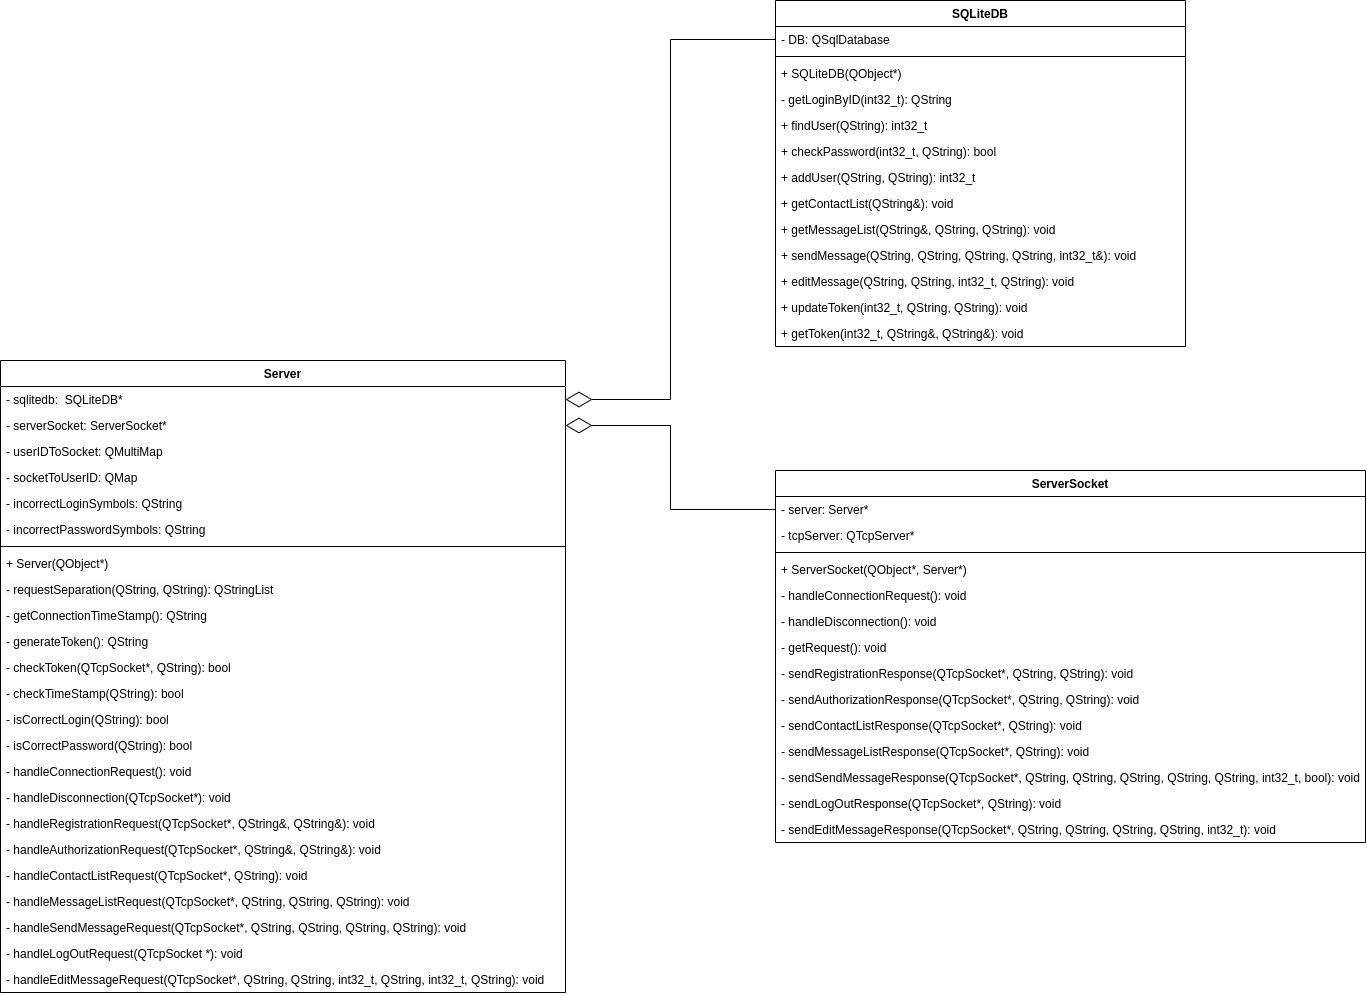 SQLiteDB
- DB: QSqlDatabase
+ SQLiteDB(QObject*)
- getLoginByID(int32_t): QString
+ findUser(QString): int32_t
+ checkPassword(int32_t, QString): bool
+ addUser(QString, QString): int32_t
+ getContactList(QString&): void
+ getMessageList(QString&, QString, QString): void
+ sendMessage(QString, QString, QString, QString, int32_t&): void
+ editMessage(QString, QString, int32_t, QString): void
+ updateToken(int32_t, QString, QString): void
+ getToken(int32_t, QString&, QString&): void
Server
- sqlitedb:  SQLiteDB*
- serverSocket: ServerSocket*
- userIDToSocket: QMultiMap
- socketToUserID: QMap
- incorrectLoginSymbols: QString
- incorrectPasswordSymbols: QString
+ Server(QObject*)
- requestSeparation(QString, QString): QStringList
- getConnectionTimeStamp(): QString
- generateToken(): QString
- checkToken(QTcpSocket*, QString): bool
- checkTimeStamp(QString): bool
- isCorrectLogin(QString): bool
- isCorrectPassword(QString): bool
- handleConnectionRequest(): void
- handleDisconnection(QTcpSocket*): void
- handleRegistrationRequest(QTcpSocket*, QString&, QString&): void
- handleAuthorizationRequest(QTcpSocket*, QString&, QString&): void
- handleContactListRequest(QTcpSocket*, QString): void
- handleMessageListRequest(QTcpSocket*, QString, QString, QString): void
- handleSendMessageRequest(QTcpSocket*, QString, QString, QString, QString): void
- handleLogOutRequest(QTcpSocket *): void
- handleEditMessageRequest(QTcpSocket*, QString, QString, int32_t, QString, int32_t, QString): void
ServerSocket
- server: Server*
- tcpServer: QTcpServer*
+ ServerSocket(QObject*, Server*)
- handleConnectionRequest(): void
- handleDisconnection(): void
- getRequest(): void
- sendRegistrationResponse(QTcpSocket*, QString, QString): void
- sendAuthorizationResponse(QTcpSocket*, QString, QString): void
- sendContactListResponse(QTcpSocket*, QString): void
- sendMessageListResponse(QTcpSocket*, QString): void
- sendSendMessageResponse(QTcpSocket*, QString, QString, QString, QString, QString, int32_t, bool): void
- sendLogOutResponse(QTcpSocket*, QString): void
- sendEditMessageResponse(QTcpSocket*, QString, QString, QString, QString, int32_t): void